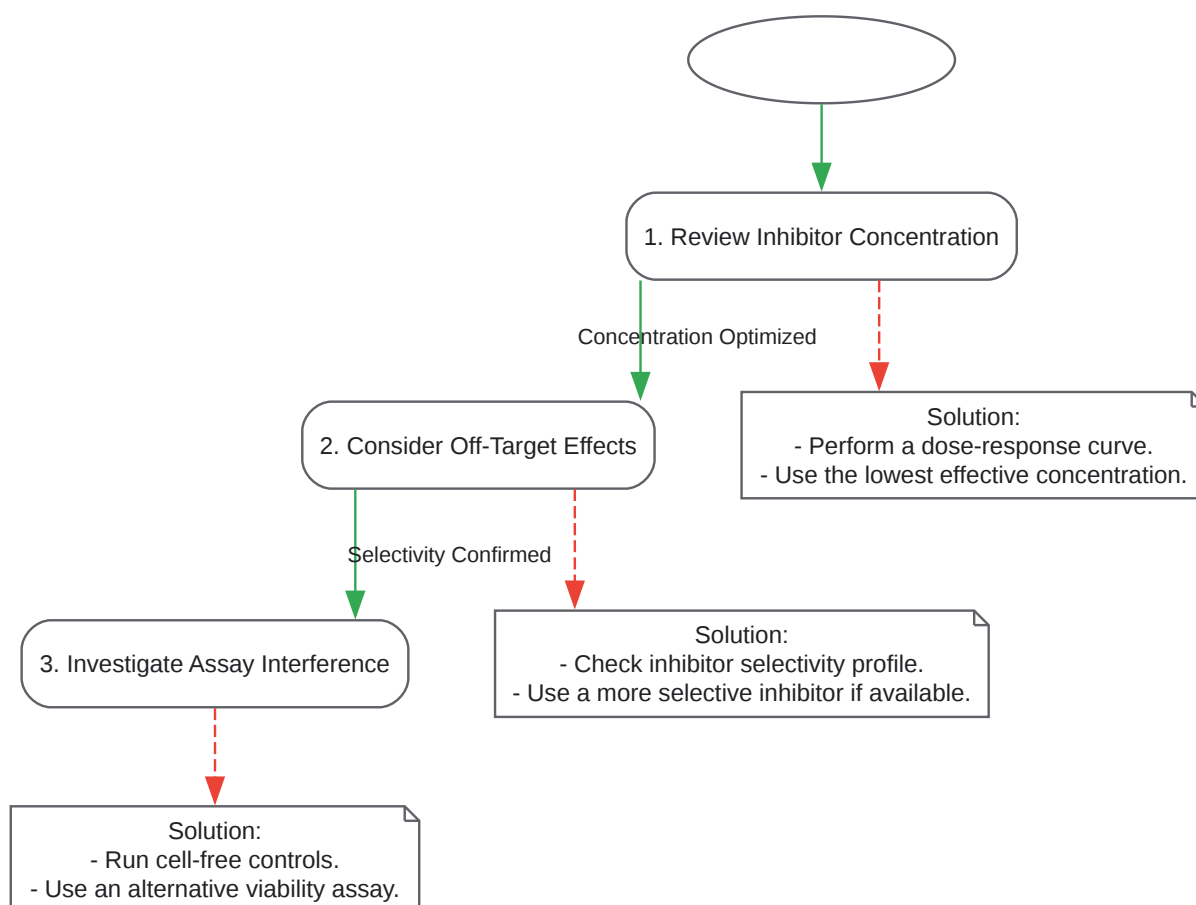 1. Review Inhibitor Concentration
Concentration Optimized
Solution:
- Perform a dose-response curve.
- Use the lowest effective concentration.
2. Consider Off-Target Effects
Selectivity Confirmed
Solution:
- Check inhibitor selectivity profile.
- Use a more selective inhibitor if available.
3. Investigate Assay Interference
Solution:
- Run cell-free controls.
- Use an alternative viability assay.